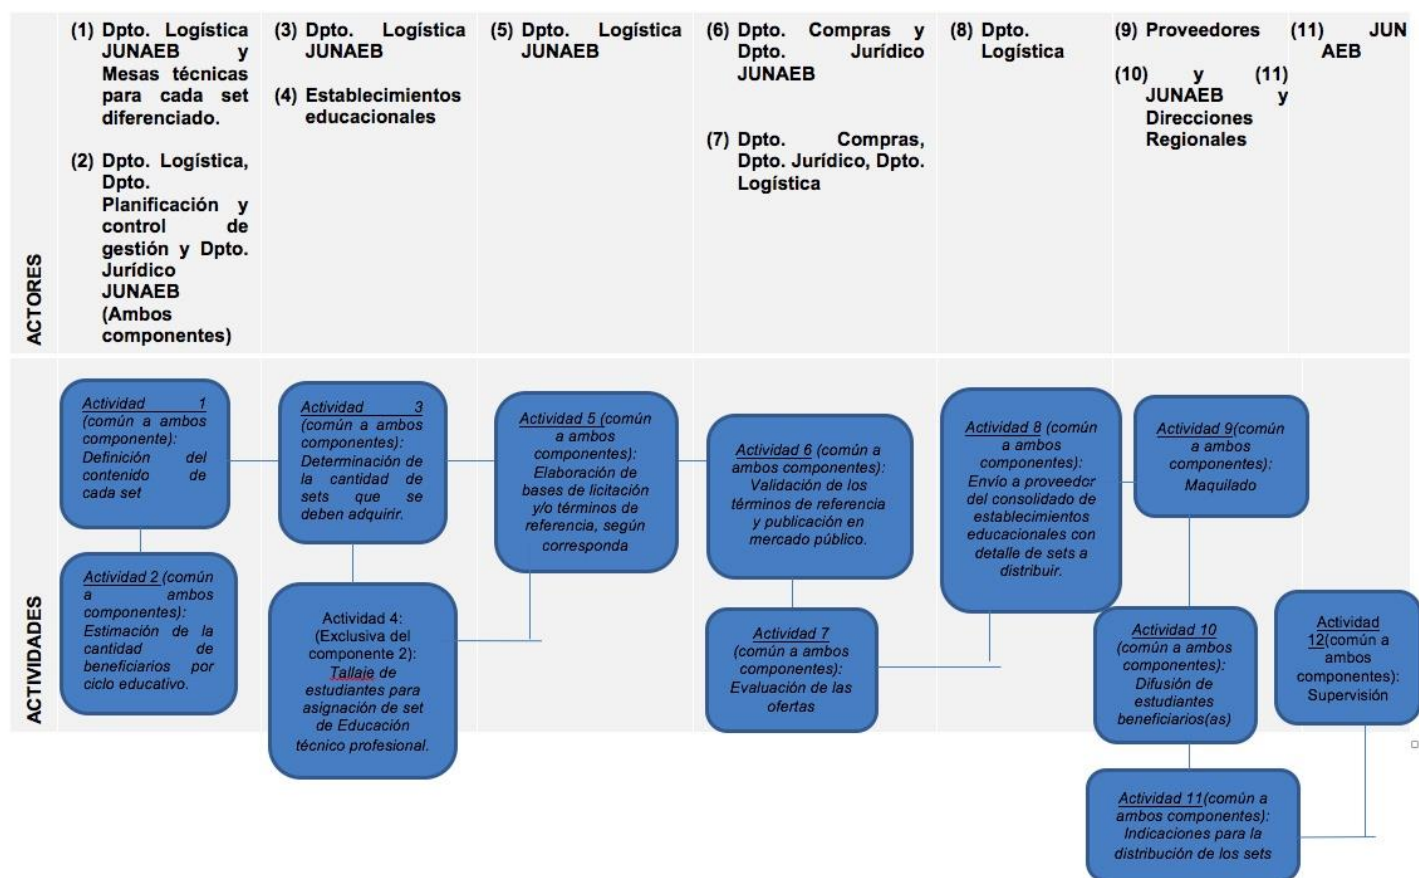 ACTORES
(1) Dpto. Logística
JUNAEB y
Mesas técnicas
para cada set
diferenciado.
(2) Dpto. Logística,
Dpto.
Planificación y
control de
gestión y Dpto.
Jurídico
JUNAEB
(Ambos
componentes)
(3) Dpto. Logística
JUNAEB
(4) Establecimientos
educacionales
(5) Dpto. Logística
JUNAEB
(6) Dpto. Compras y
Dpto. Jurídico
JUNAEB
(7) Dpto. Compras,
Dpto. Jurídico, Dpto.
Logística
(8) Dpto.
Logística
(9) Proveedores
(10) y (11)
JUNAEB y
Direcciones
Regionales
(11) JUN
AEB
ACTIVIDADES
Actividad 1
(común a ambos
componente):
Definición del
contenido de
cada set
Actividad 2 (común
a ambos
componentes):
Estimación de la
cantidad de
beneficiarios por
ciclo educativo.
Actividad 3
(común a ambos
componentes):
Determinación de
la cantidad de
sets que se
deben adquirir.
Actividad 4:
(Exclusiva del
componente 2):
Tallaje de
estudiantes para
asignación de set
de Educación
técnico profesional.
Actividad 5 (común
a ambos
componentes):
Elaboración de
bases de licitación
y/o términos de
referencia, según
corresponda
Actividad 6 (común a
ambos componentes):
Validación de los
términos de referencia
y publicación en
mercado público.
Actividad 7
(común a ambos
componentes):
Evaluación de las
ofertas
Actividad 8 (común
a ambos
componentes):
Envío a proveedor
del consolidado de
establecimientos
educacionales con
detalle de sets a
distribuir.
Actividad 9(común
a ambos
componentes):
Maquilado
Actividad 10
(común a ambos
componentes):
Difusión de
estudiantes
beneficiarios(as)
Actividad 11(común a
ambos componentes):
Indicaciones para la
distribución de los sets
Actividad
12(común a
ambos
componentes):
Supervisión